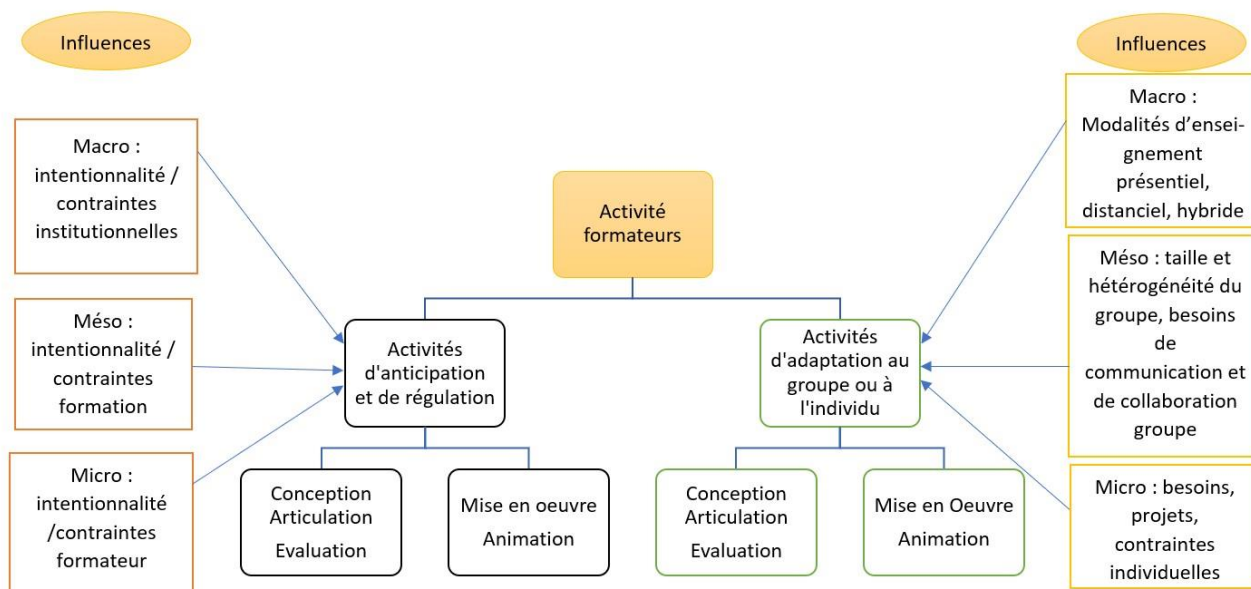 Influences
Macro :
intentionnalité /
contraintes
institutionnelles
Méso :
intentionnalité /
contraintes
formation
Micro :
intentionnalité
/contraintes
formateur
Activité
formateurs
Activités
d'anticipation
et de régulation
Conception
Articulation
Evaluation
Mise en oeuvre
Animation
Activités
d'adaptation au
groupe ou à
l'individu
Conception
Articulation
Evaluation
Mise en Oeuvre
Animation
Influences
Macro :
Modalités d’ensei-
gnement
présentiel,
distanciel, hybride
Méso : taille et
hétérogénéité du
groupe, besoins
de
communication et
de collaboration
groupe
Micro : besoins,
projets,
contraintes
individuelles